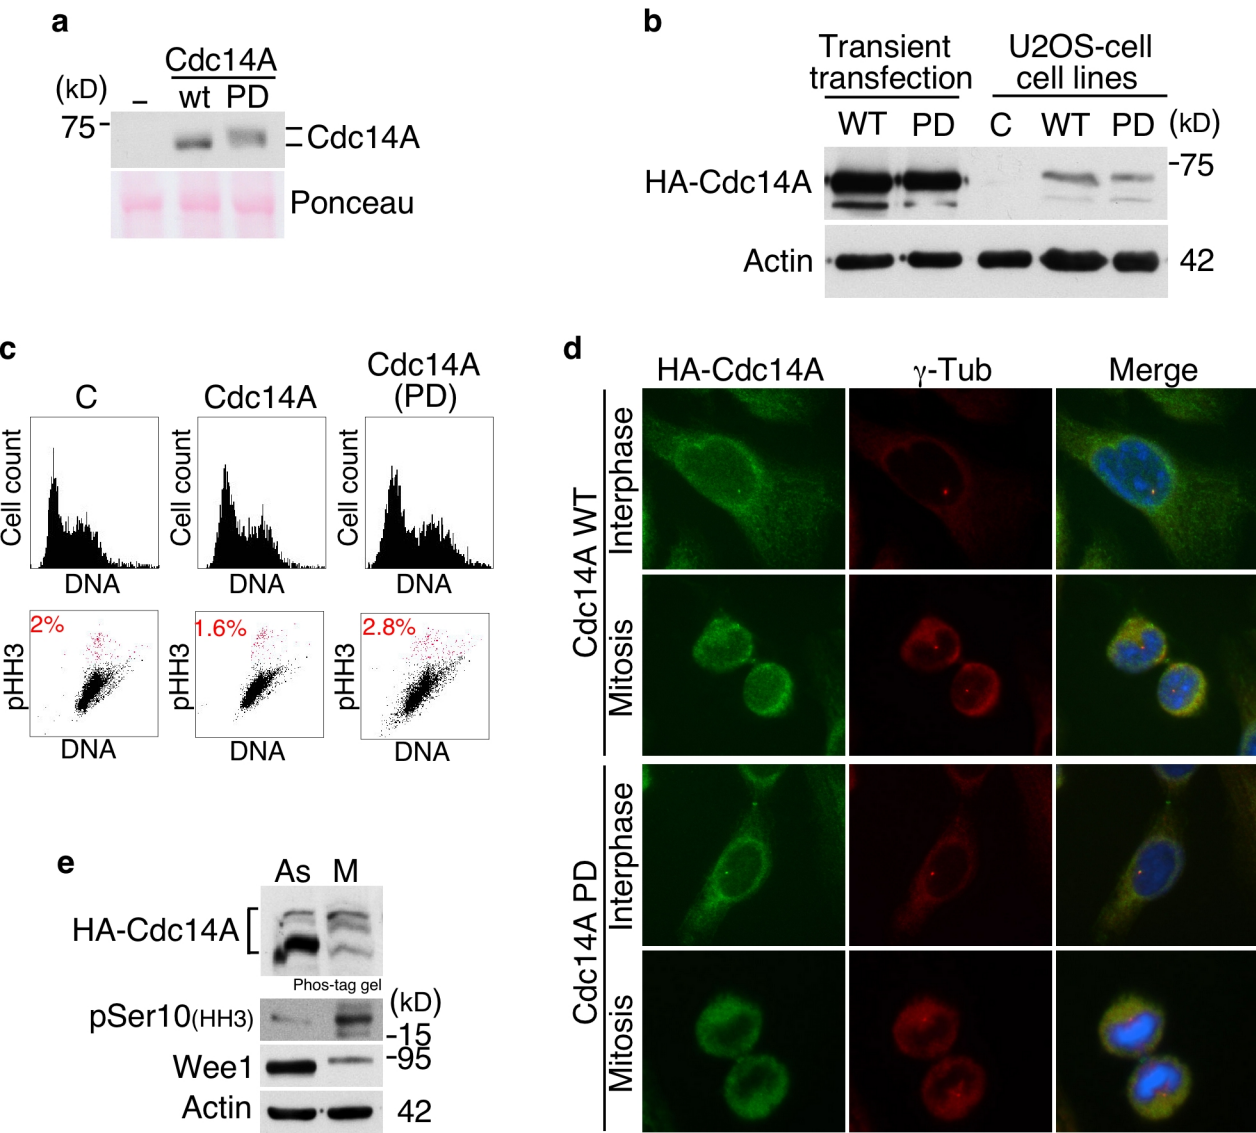 a
Cdc14A
(kD)
–
wt
PD
75
Cdc14A
Ponceau
b
Transient
transfection
U2OS-cell
cell lines
WT
PD
C
WT
PD
(kD)
HA-Cdc14A
75
Actin
42
c
C
Cdc14A
Cdc14A
(PD)
Cell count
Cell count
Cell count
DNA
DNA
DNA
2%
1.6%
2.8%
pHH3
pHH3
pHH3
DNA
DNA
DNA
d
HA-Cdc14A
γ-Tub
Merge
Cdc14A WT
Interphase
Mitosis
Cdc14A PD
Interphase
Mitosis
e
As
M
HA-Cdc14A
Phos-tag gel
pSer10(HH3)
(kD)
15
Wee1
95
Actin
42